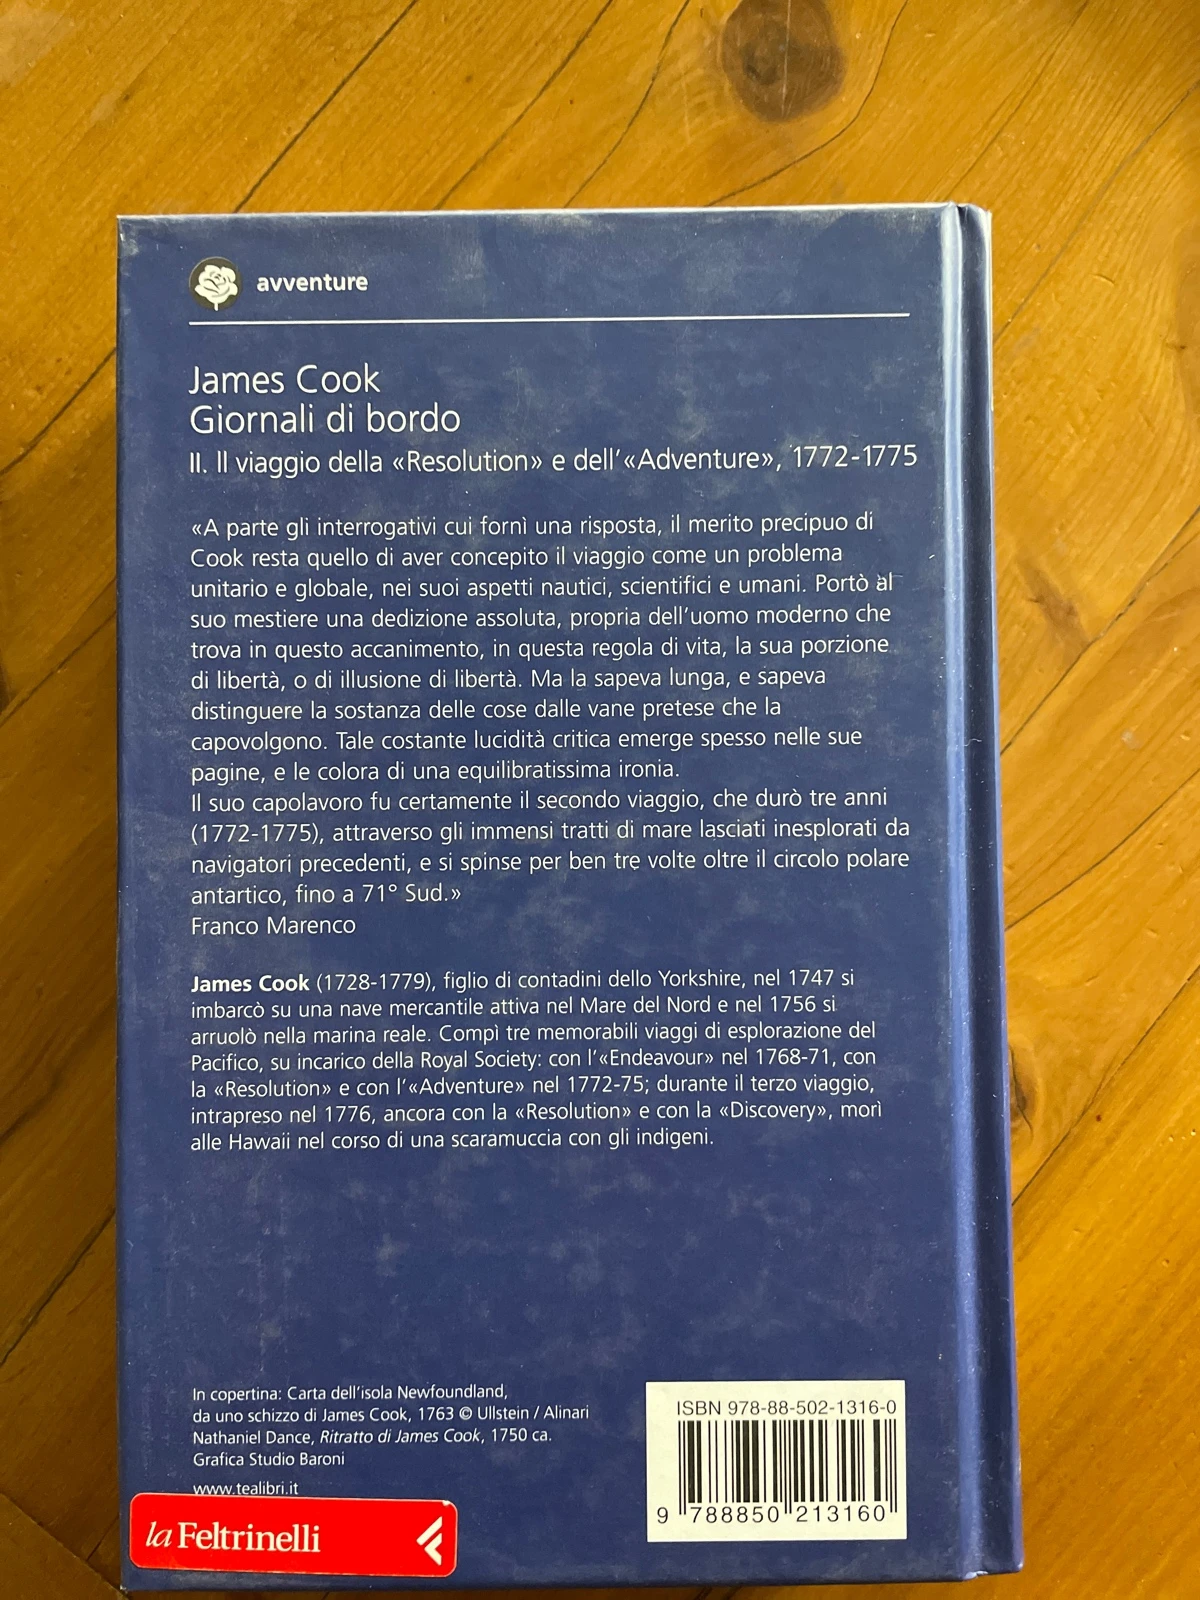 avventure
James Cook
Giornali di bordo
II. Il viaggio della «Resolution» e dell'«Adventure», 1772-1775
«A parte gli interrogativi cui fornì una risposta, il merito precipuo di
Cook resta quello di aver concepito il viaggio come un problema
unitario e globale, nei suoi aspetti nautici, scientifici e umani. Portò al
suo mestiere una dedizione assoluta, propria dell'uomo moderno che
trova in questo accanimento, in questa regola di vita, la sua porzione
di libertà, o di illusione di libertà. Ma la sapeva lunga, e sapeva
distinguere la sostanza delle cose dalle vane pretese che la
capovolgono. Tale costante lucidità critica emerge spesso nelle sue
pagine, e le colora di una equilibratissima ironia.
Il suo capolavoro fu certamente il secondo viaggio, che durò tre anni
(1772-1775), attraverso gli immensi tratti di mare lasciati inesplorati da
navigatori precedenti, e si spinse per ben tre volte oltre il circolo polare
antartico, fino a 71° Sud.»
Franco Marenco
James Cook (1728-1779), figlio di contadini dello Yorkshire, nel 1747 si
imbarcò su una nave mercantile attiva nel Mare del Nord e nel 1756 si
arruolò nella marina reale. Compì tre memorabili viaggi di esplorazione del
Pacifico, su incarico della Royal Society: con l'«Endeavour» nel 1768-71, con
la «Resolution» e con l'«Adventure» nel 1772-75; durante il terzo viaggio,
intrapreso nel 1776, ancora con la «Resolution» e con la «Discovery», morì
alle Hawaii nel corso di una scaramuccia con gli indigeni.
In copertina: Carta dell'isola Newfoundland,
da uno schizzo di James Cook, 1763 © Ullstein / Alinari
Nathaniel Dance, Ritratto di James Cook, 1750 ca.
Grafica Studio Baroni
www.tealibri.it
la Feltrinelli
ISBN 978-88-502-1316-0
9 788850 213160